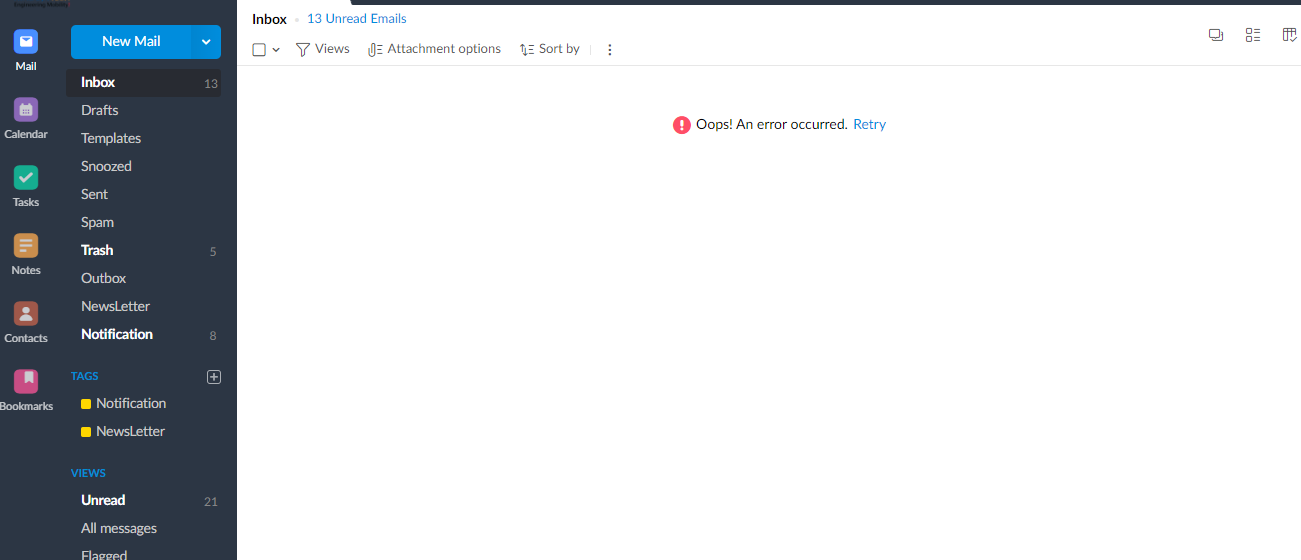 Engineering Mobility
Mail
Calendar
Tasks
Notes
Contacts
Bookmarks
New Mail
Inbox 13
Drafts
Templates
Snoozed
Sent
Spam
Trash 5
Outbox
NewsLetter
Notification 8
TAGS
Notification
NewsLetter
VIEWS
Unread 21
All messages
Flagged
Inbox • 13 Unread Emails
Views Attachment options Sort by
Oops! An error occurred. Retry